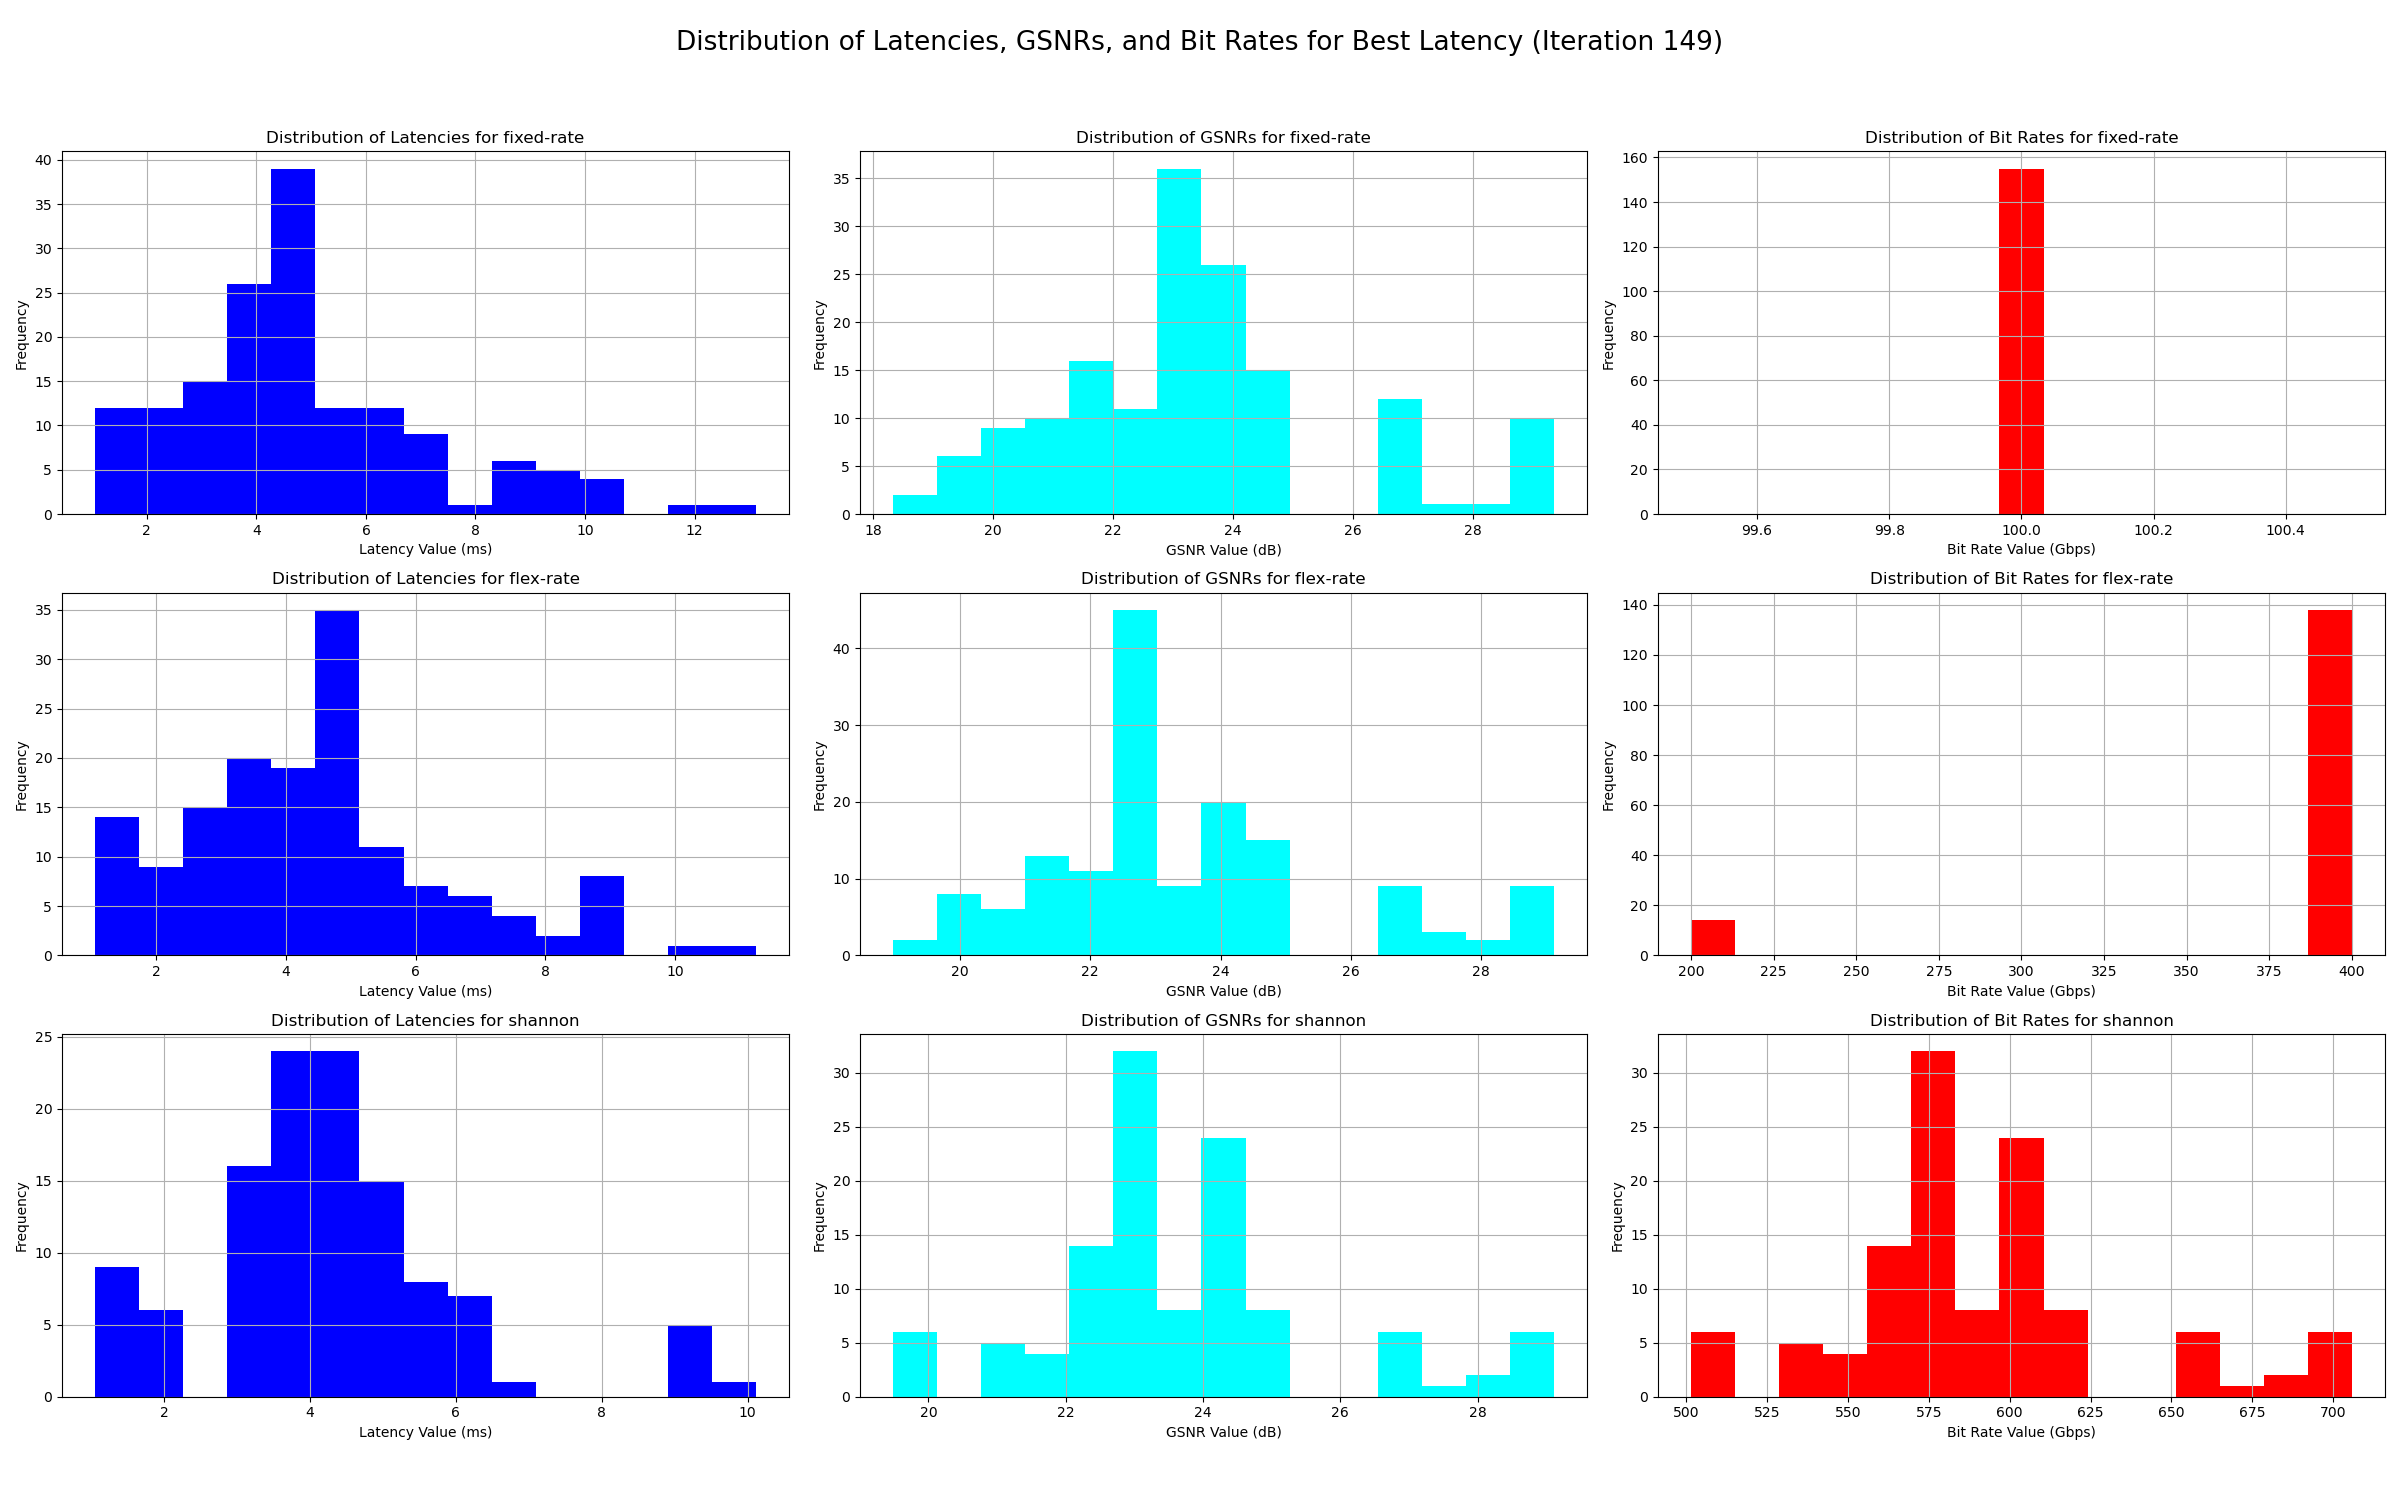 Distribution of Latencies, GSNRs, and Bit Rates for Best Latency (Iteration 149)
Distribution of Latencies for fixed-rate
Frequency
40
35
30
25
20
15
10
5
0
2 4 6 8 10 12
Latency Value (ms)
Distribution of GSNRs for fixed-rate
Frequency
35
30
25
20
15
10
5
0
18 20 22 24 26 28
GSNR Value (dB)
Distribution of Bit Rates for fixed-rate
Frequency
160
140
120
100
80
60
40
20
0
99.6 99.8 100.0 100.2 100.4
Bit Rate Value (Gbps)
Distribution of Latencies for flex-rate
Frequency
35
30
25
20
15
10
5
0
2 4 6 8 10
Latency Value (ms)
Distribution of GSNRs for flex-rate
Frequency
40
30
20
10
0
20 22 24 26 28
GSNR Value (dB)
Distribution of Bit Rates for flex-rate
Frequency
140
120
100
80
60
40
20
0
200 225 250 275 300 325 350 375 400
Bit Rate Value (Gbps)
Distribution of Latencies for shannon
Frequency
25
20
15
10
5
0
2 4 6 8 10
Latency Value (ms)
Distribution of GSNRs for shannon
Frequency
30
25
20
15
10
5
0
20 22 24 26 28
GSNR Value (dB)
Distribution of Bit Rates for shannon
Frequency
30
25
20
15
10
5
0
500 525 550 575 600 625 650 675 700
Bit Rate Value (Gbps)